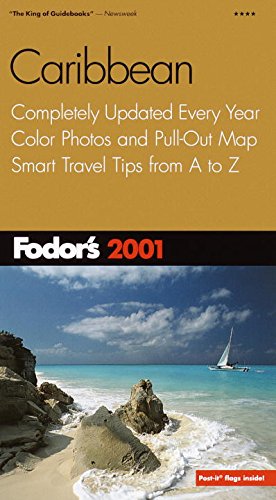 "The King of Guidebooks" — Newsweek
★★★★
Caribbean
Completely Updated Every Year
Color Photos and Pull-Out Map
Smart Travel Tips from A to Z
Fodor's 2001
Post-it® flags inside!